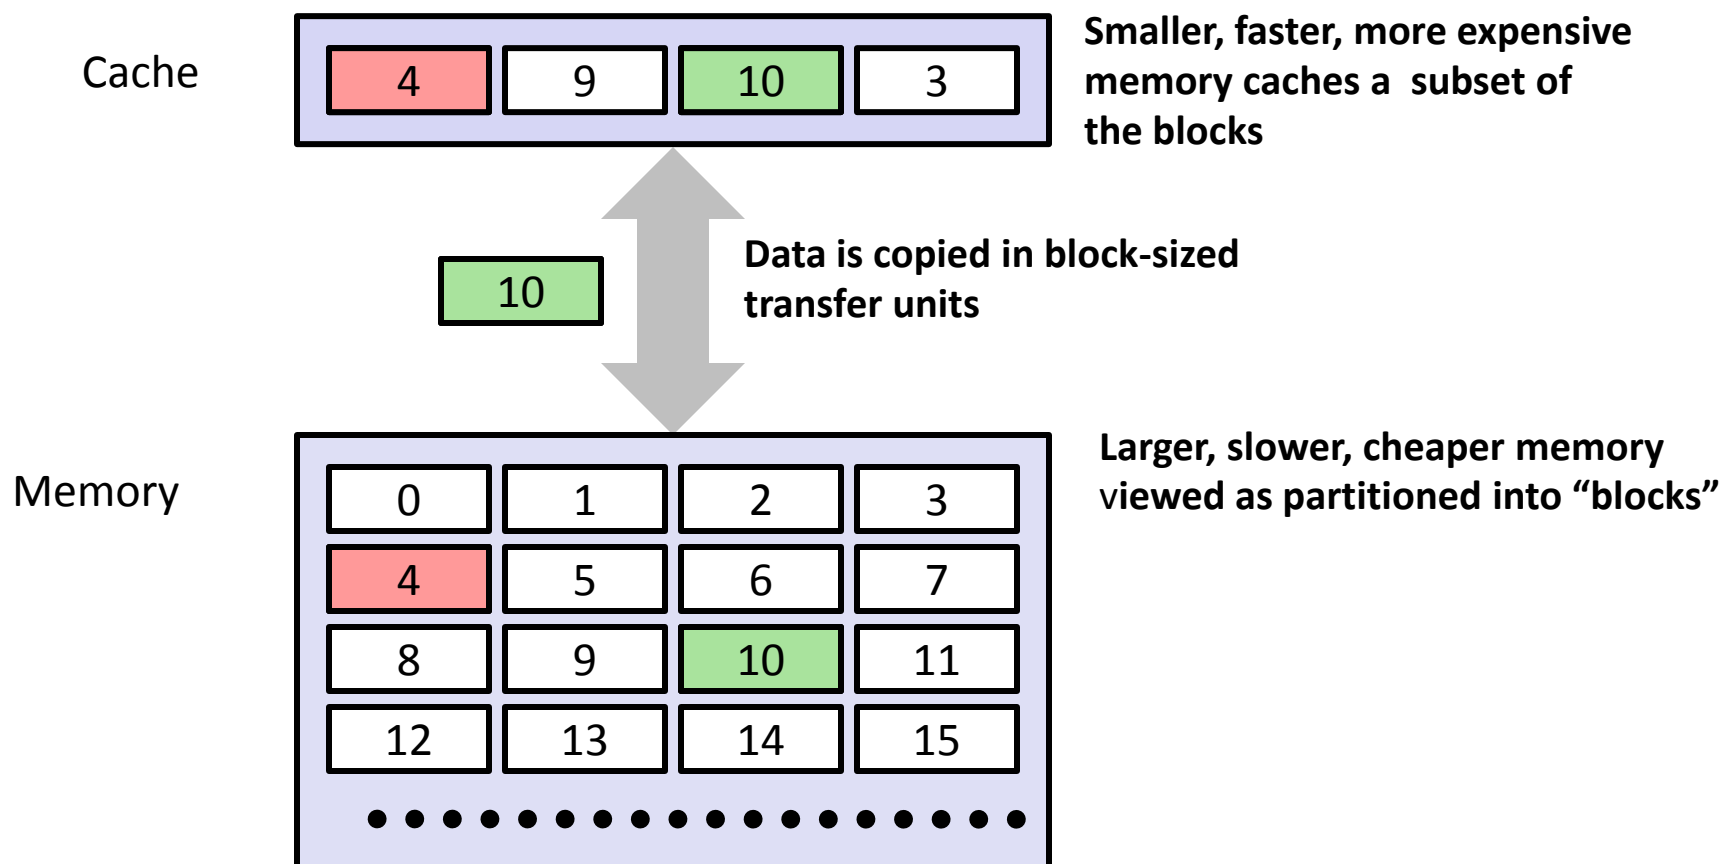 Cache
4 9 10 3
Smaller, faster, more expensive
memory caches a  subset of
the blocks
10
Data is copied in block-sized
transfer units
Memory
0 1 2 3
4 5 6 7
8 9 10 11
12 13 14 15
Larger, slower, cheaper memory
viewed as partitioned into “blocks”